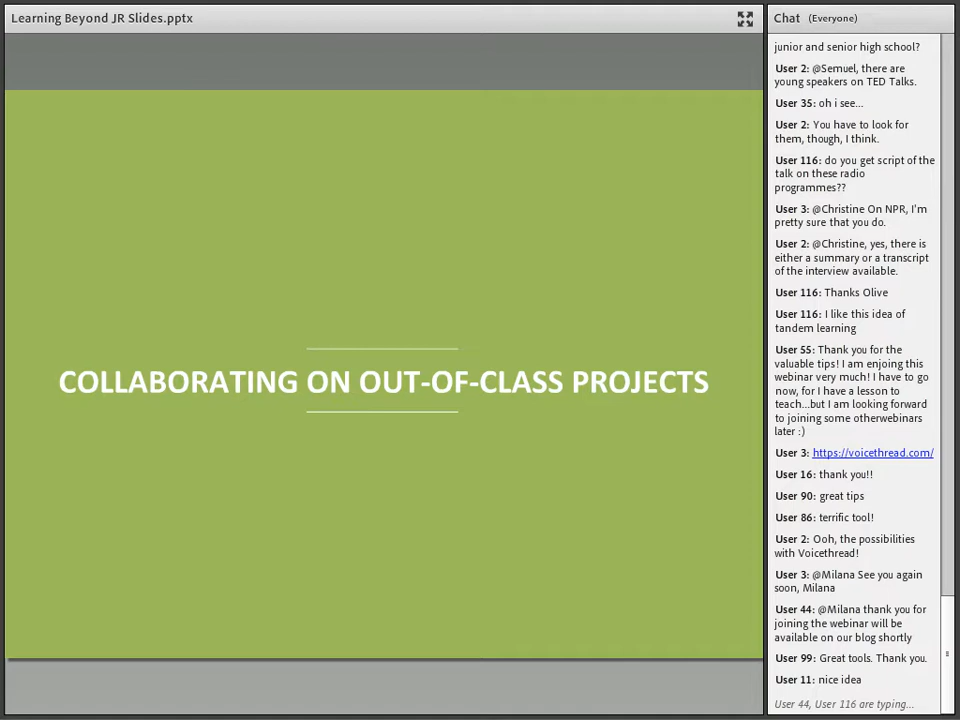 Learning Beyond JR Slides.pptx
COLLABORATING ON OUT-OF-CLASS PROJECTS
Chat (Everyone)
junior and senior high school?
User 2: @Semuel, there are
young speakers on TED Talks.
User 35: oh i see...
User 2: You have to look for
them, though, I think.
User 116: do you get script of the
talk on these radio
programmes??
User 3: @Christine On NPR, I'm
pretty sure that you do.
User 2: @Christine, yes, there is
either a summary or a transcript
of the interview available.
User 116: Thanks Olive
User 116: I like this idea of
tandem learning
User 55: Thank you for the
valuable tips! I am enjoying this
webinar very much! I have to go
now, for I have a lesson to
teach...but I am looking forward
to joining some otherwebinars
later :)
User 3: https://voicethread.com/
User 16: thank you!!
User 90: great tips
User 86: terrific tool!
User 2: Ooh, the possibilities
with Voicethread!
User 3: @Milana See you again
soon, Milana
User 44: @Milana thank you for
joining the webinar will be
available on our blog shortly
User 99: Great tools. Thank you.
User 11: nice idea
User 44, User 116 are typing...